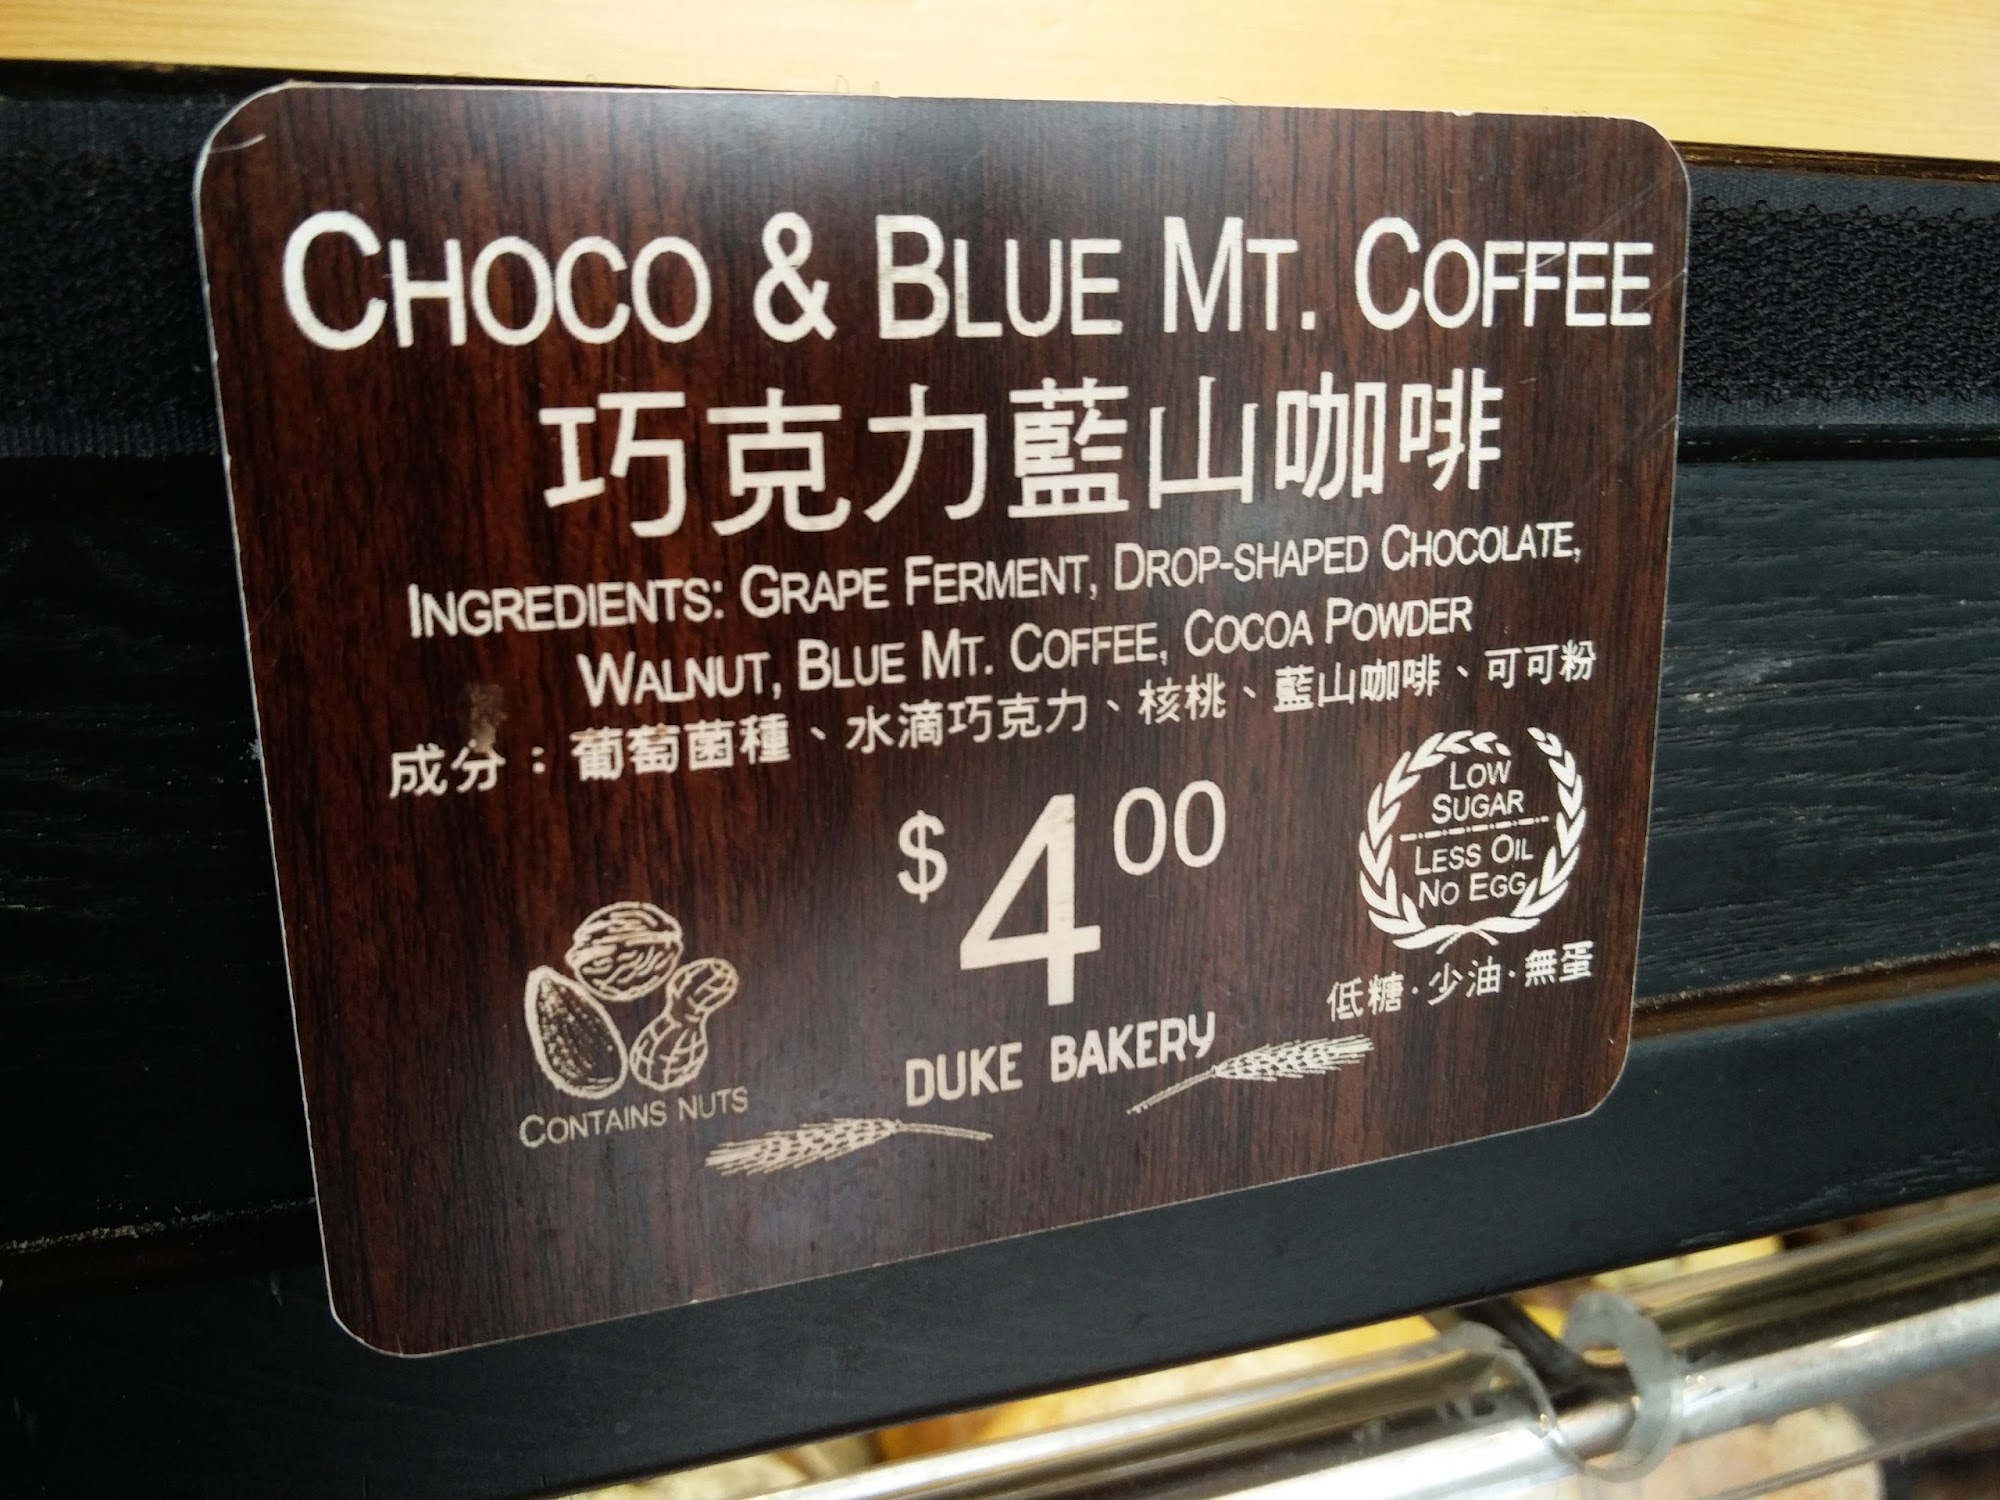 CHOCO & BLUE MT. COFFEE
巧克力藍山咖啡
INGREDIENTS: GRAPE FERMENT, DROP-SHAPED CHOCOLATE,
WALNUT, BLUE MT. COFFEE, COCOA POWDER
成分：葡萄菌種、水滴巧克力、核桃、藍山咖啡、可可粉
$4.00
LOW
SUGAR
LESS OIL
NO EGG
低糖·少油·無蛋
CONTAINS NUTS
DUKE BAKERY